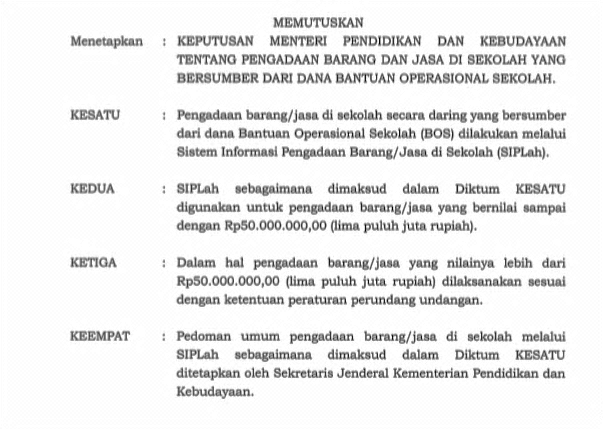 MEMUTUSKAN
Menetapkan : KEPUTUSAN MENTERI PENDIDIKAN DAN KEBUDAYAAN
TENTANG PENGADAAN BARANG DAN JASA DI SEKOLAH YANG
BERSUMBER DARI DANA BANTUAN OPERASIONAL SEKOLAH.
KESATU : Pengadaan barang/jasa di sekolah secara daring yang bersumber
dari dana Bantuan Operasional Sekolah (BOS) dilakukan melalui
Sistem Informasi Pengadaan Barang/Jasa di Sekolah (SIPLah).
KEDUA : SIPLah sebagaimana dimaksud dalam Diktum KESATU
digunakan untuk pengadaan barang/jasa yang bernilai sampai
dengan Rp50.000.000,00 (lima puluh juta rupiah).
KETIGA : Dalam hal pengadaan barang/jasa yang nilainya lebih dari
Rp50.000.000,00 (lima puluh juta rupiah) dilaksanakan sesuai
dengan ketentuan peraturan perundang undangan.
KEEMPAT : Pedoman umum pengadaan barang/jasa di sekolah melalui
SIPLah sebagaimana dimaksud dalam Diktum KESATU
ditetapkan oleh Sekretaris Jenderal Kementerian Pendidikan dan
Kebudayaan.